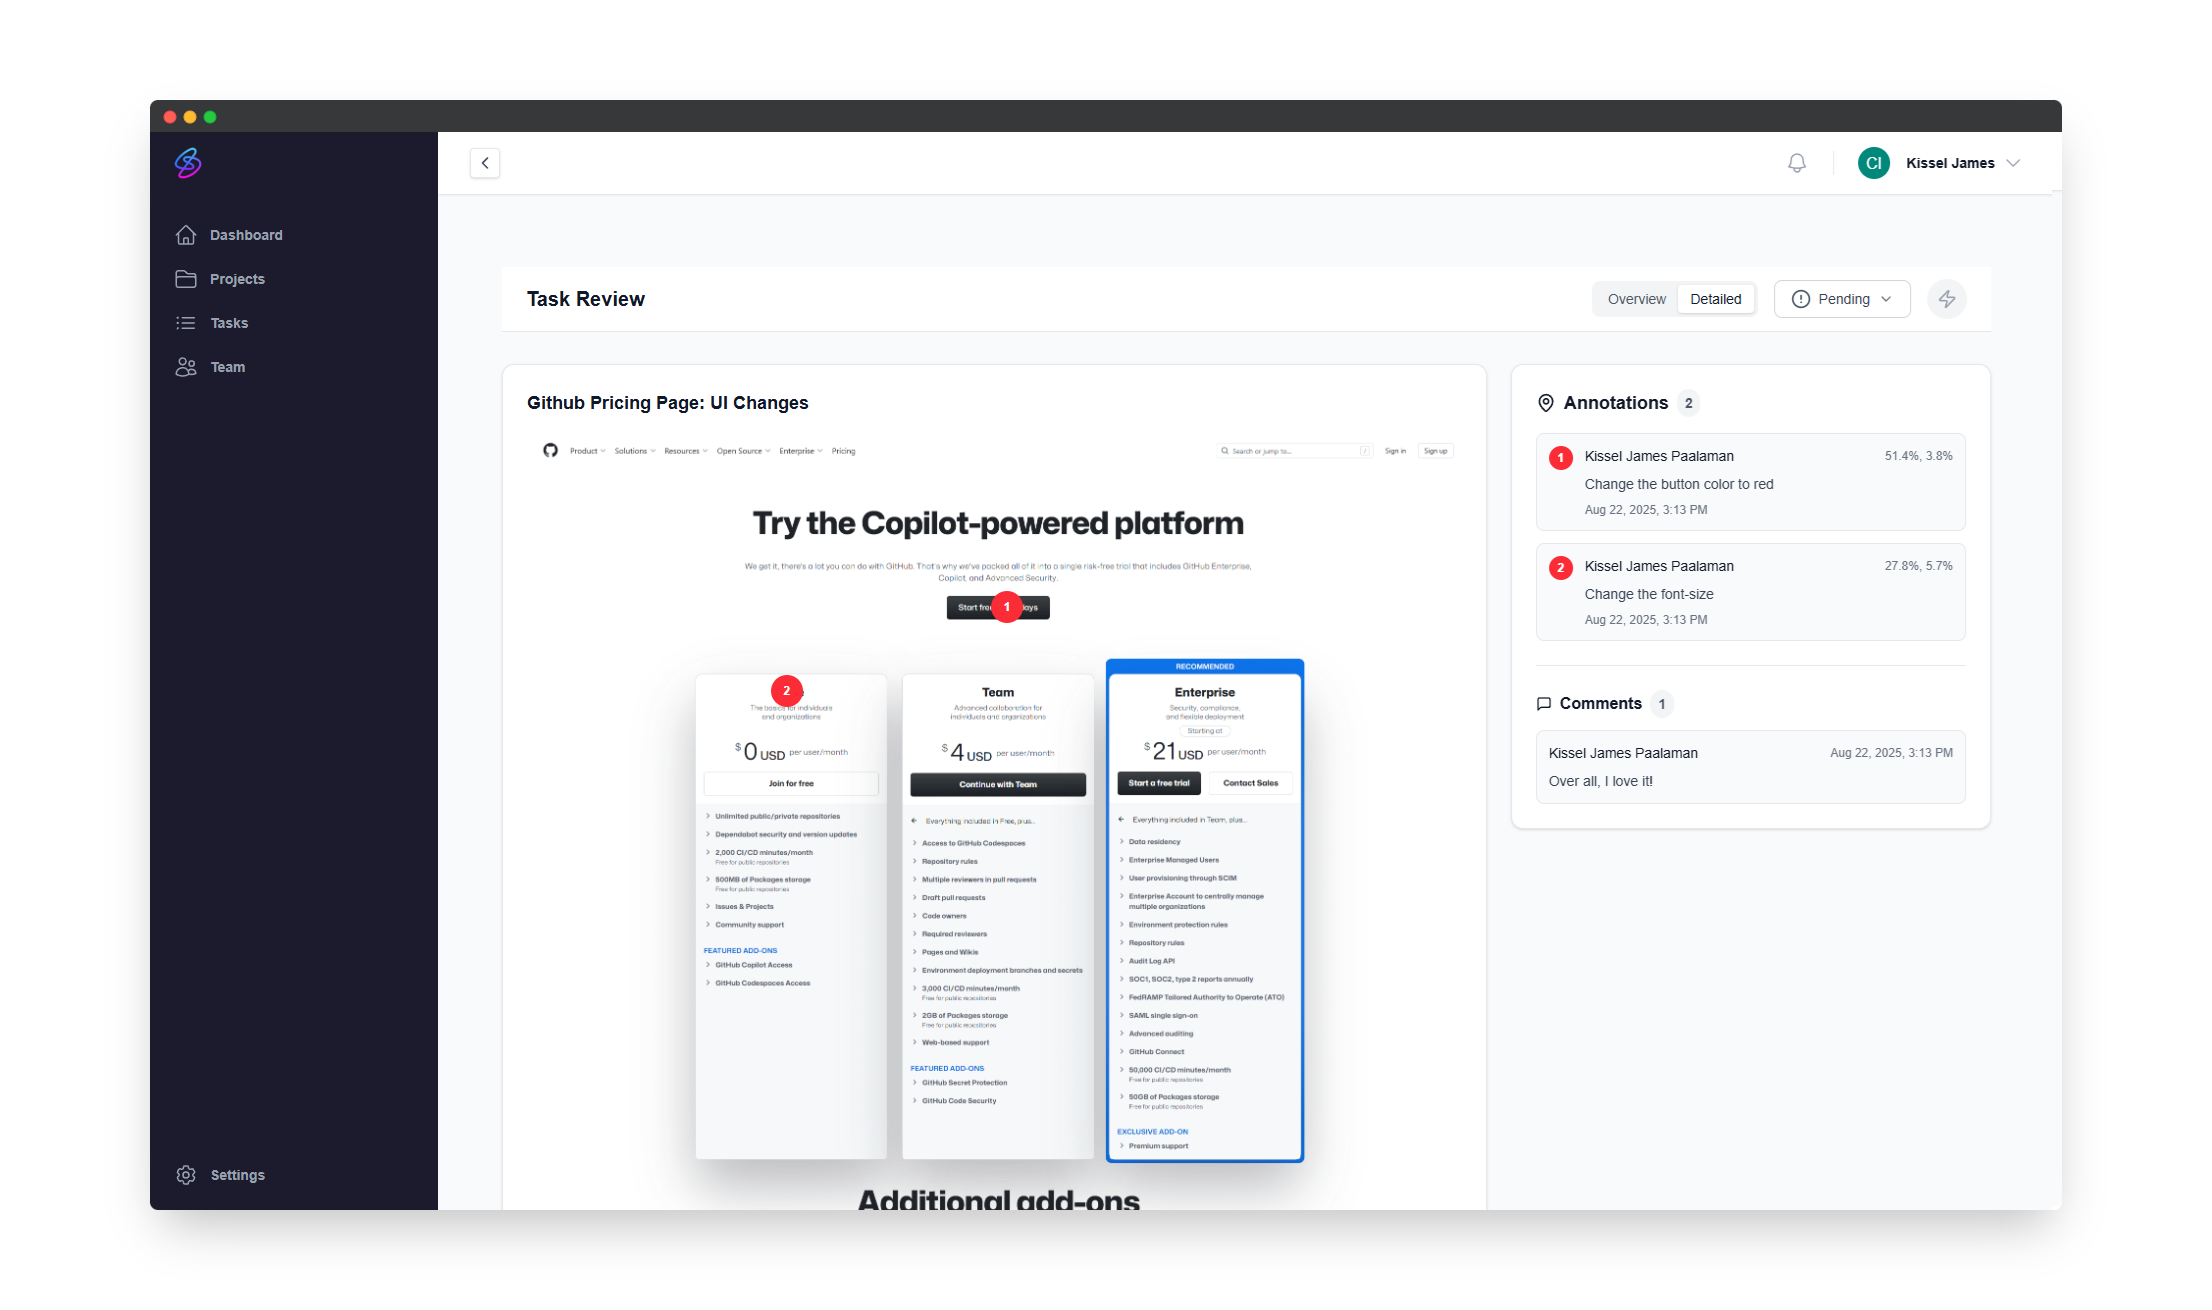 CI
Kissel James
Dashboard
Projects
Tasks
Team
Settings
Task Review
Overview
Detailed
Pending
Github Pricing Page: UI Changes
Product
Solutions
Resources
Open Source
Enterprise
Pricing
Search or jump to...
/
Sign in
Sign up
Try the Copilot-powered platform
We get it, there's a lot you can do with GitHub. That's why we've packed all of it into a single risk-free trial that includes GitHub Enterprise,
Copilot, and Advanced Security.
Start
1
2
The basics for individuals
and organizations
$0 USD per user/month
Join for free
Unlimited public/private repositories
Dependabot security and version updates
2,000 CI/CD minutes/month
Free for public repositories
500MB of Packages storage
Free for public repositories
Issues & Projects
Community support
FEATURED ADD-ONS
GitHub Copilot Access
GitHub Codespaces Access
Team
Advanced collaboration for
individuals and organizations
$4 USD per user/month
Continue with Team
Everything included in Free, plus...
Access to GitHub Codespaces
Repository rules
Multiple reviewers in pull requests
Draft pull requests
Code owners
Required reviewers
Pages and Wikis
Environment deployment branches and secrets
3,000 CI/CD minutes/month
Free for public repositories
2GB of Packages storage
Free for public repositories
Web-based support
FEATURED ADD-ONS
GitHub Secret Protection
GitHub Code Security
RECOMMENDED
Enterprise
Security, compliance,
and flexible deployment
Starting at
$21 USD per user/month
Start a free trial
Contact Sales
Everything included in Team, plus...
Data residency
Enterprise Managed Users
User provisioning through SCIM
Enterprise Account to centrally manage
multiple organizations
Environment protection rules
Repository rules
Audit Log API
SOC1, SOC2, type 2 reports annually
FedRAMP Tailored Authority to Operate (ATO)
SAML single sign-on
Advanced auditing
GitHub Connect
50,000 CI/CD minutes/month
Free for public repositories
50GB of Packages storage
Free for public repositories
EXCLUSIVE ADD-ON
Premium support
Additional add-ons
Annotations 2
1 Kissel James Paalaman 51.4%, 3.8%
Change the button color to red
Aug 22, 2025, 3:13 PM
2 Kissel James Paalaman 27.8%, 5.7%
Change the font-size
Aug 22, 2025, 3:13 PM
Comments 1
Kissel James Paalaman Aug 22, 2025, 3:13 PM
Over all, I love it!